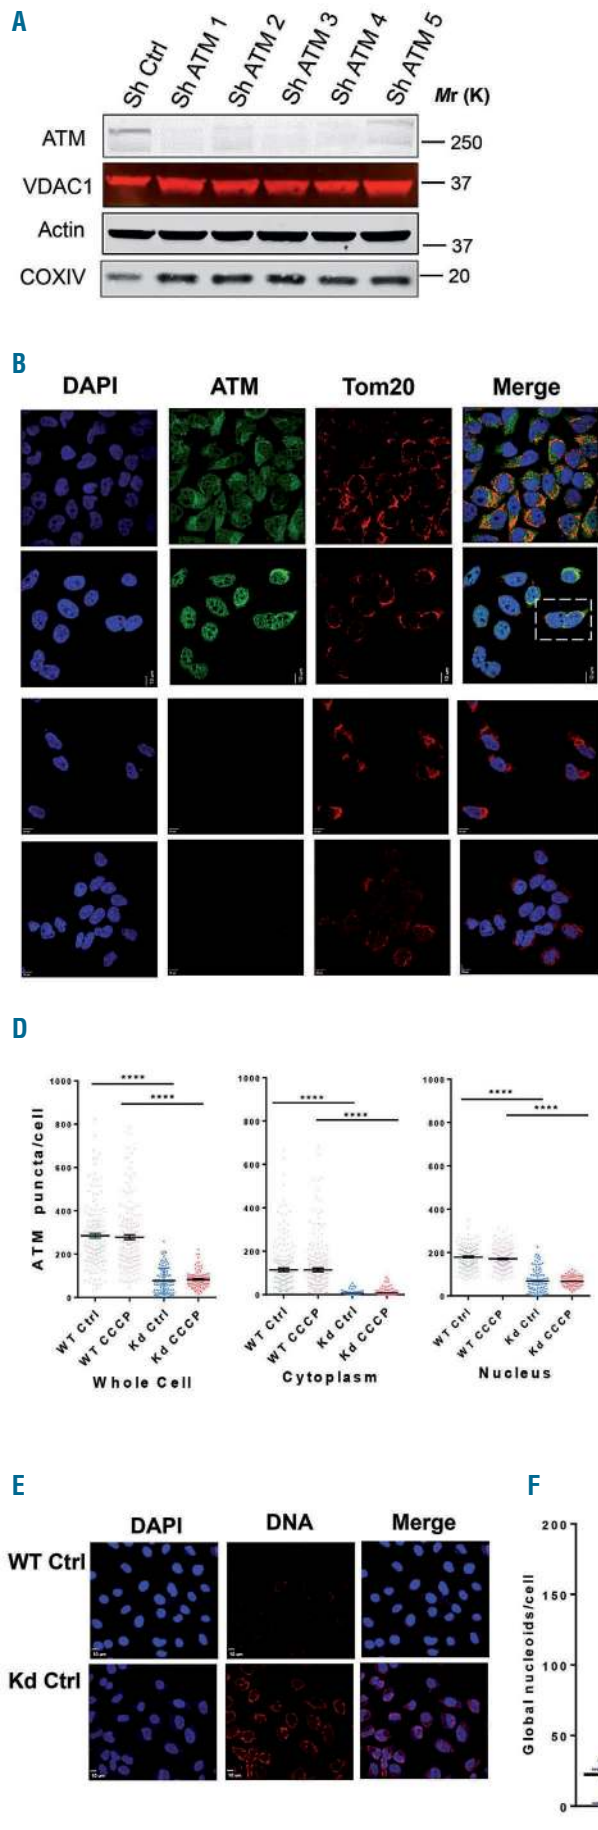 A
Sh Ctrl
Sh ATM 1
Sh ATM 2
Sh ATM 3
Sh ATM 4
Sh ATM 5
Mr (K)
ATM
250
VDAC1
37
Actin
37
COXIV
20
B
DAPI ATM Tom20 Merge
D
ATM puncta/cell
1000
800
600
400
200
0
****
****
WT Ctrl
WT CCCP
Kd Ctrl
Kd CCCP
Whole Cell
1000
800
600
400
200
0
****
****
WT Ctrl
WT CCCP
Kd Ctrl
Kd CCCP
Cytoplasm
1000
800
600
400
200
0
****
****
WT Ctrl
WT CCCP
Kd Ctrl
Kd CCCP
Nucleus
E
DAPI DNA Merge
WT Ctrl
Kd Ctrl
F
Global nucleoids/cell
200
150
100
50
0